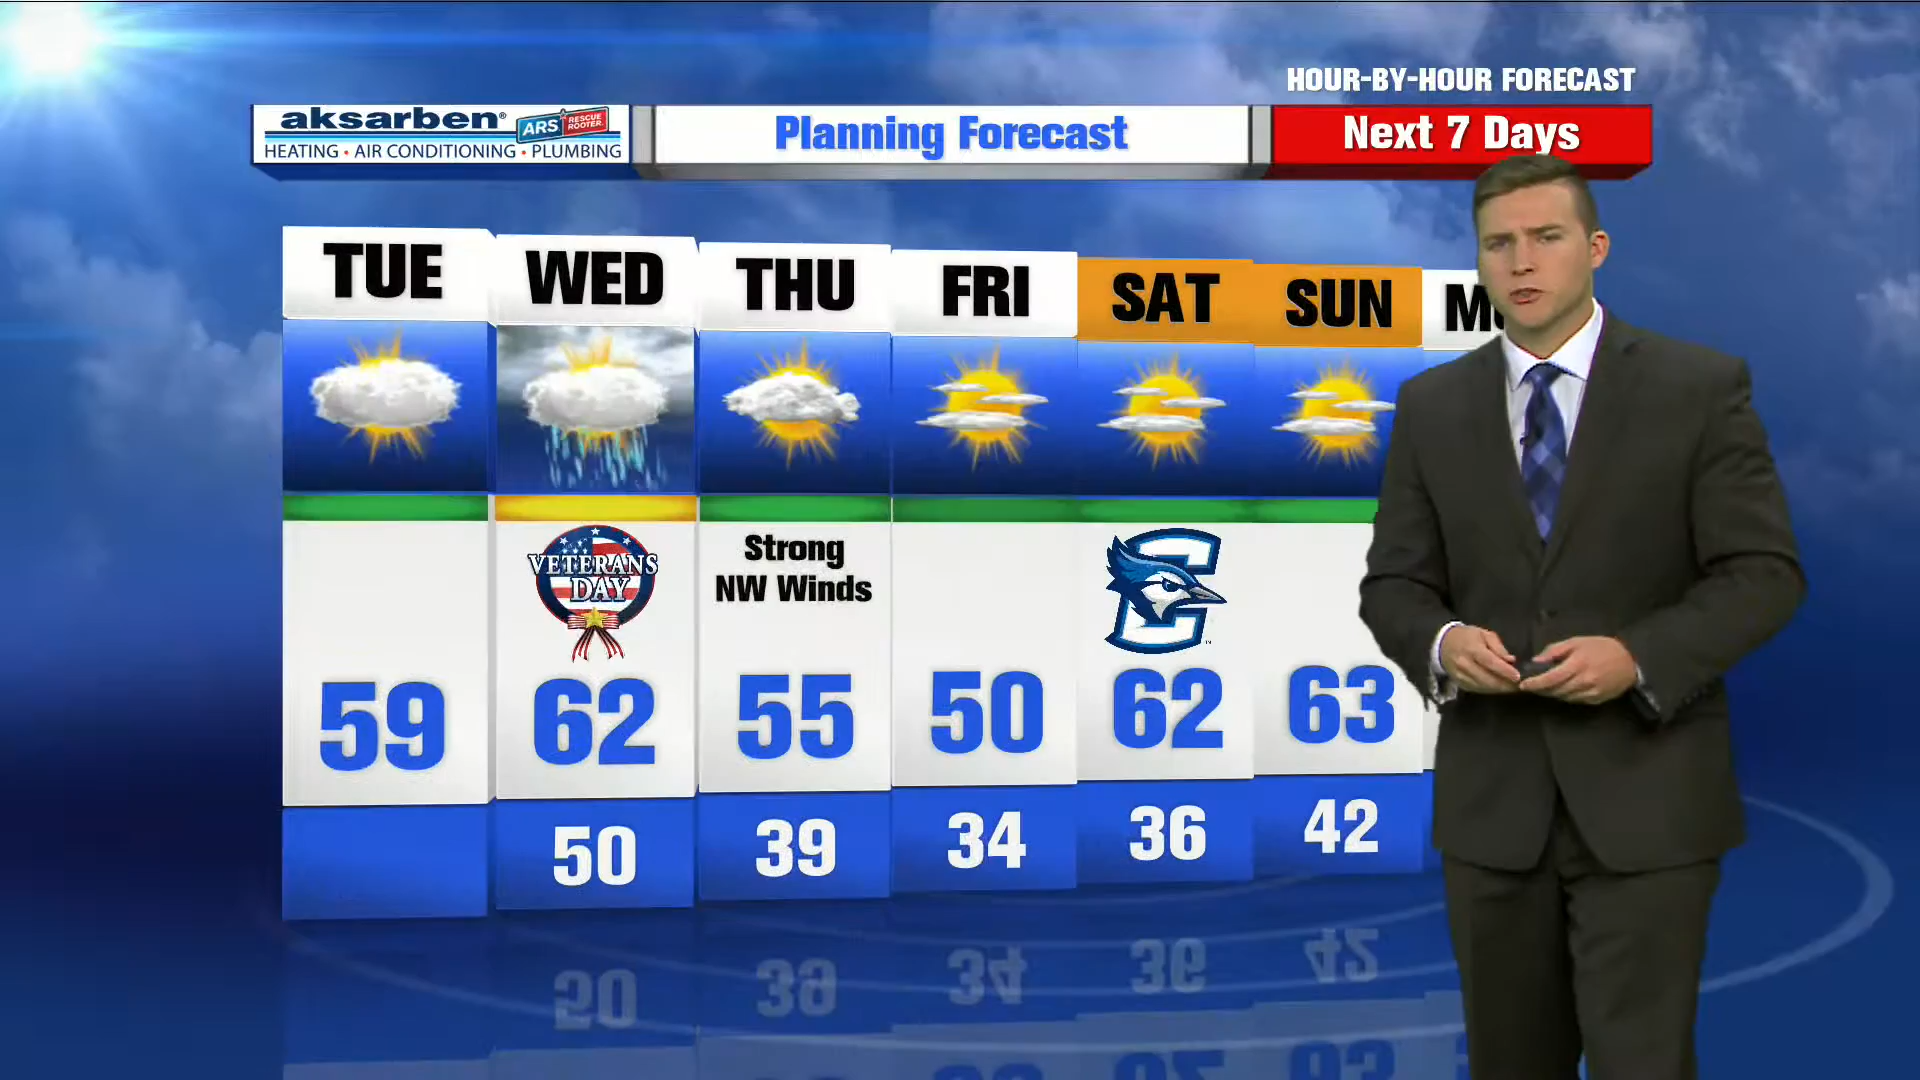 HOUR-BY-HOUR FORECAST
aksarben®
ARS RESCUE ROOTER
HEATING • AIR CONDITIONING • PLUMBING
Planning Forecast
Next 7 Days
TUE WED THU FRI SAT SUN
VETERANS
DAY
Strong
NW Winds
59 62 55 50 62 63
50 39 34 36 42